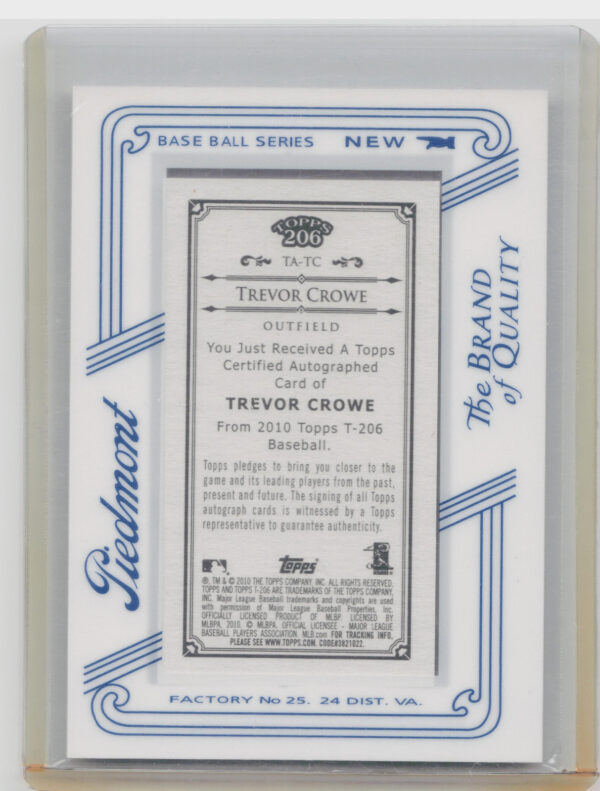 BASE BALL SERIES NEW
TOPPS
206
TA-TC
TREVOR CROWE
OUTFIELD
You Just Received A Topps
Certified Autographed
Card of
TREVOR CROWE
From 2010 Topps T-206
Baseball.
Topps pledges to bring you closer to the
game and its leading players from the past,
present and future. The signing of all Topps
autograph cards is witnessed by a Topps
representative to guarantee authenticity.
Topps
®, TM & © 2010 THE TOPPS COMPANY, INC. ALL RIGHTS RESERVED.
TOPPS AND TOPPS T-206 ARE TRADEMARKS OF THE TOPPS COMPANY,
INC. Major League Baseball trademarks and copyrights are used
with permission of Major League Baseball Properties, Inc.
OFFICIALLY LICENSED PRODUCT OF MLBP. LICENSED BY
MLBPA. 2010. © MLBPA. OFFICIAL LICENSEE - MAJOR LEAGUE
BASEBALL PLAYERS ASSOCIATION. MLB.com FOR TRACKING INFO.
PLEASE SEE WWW.TOPPS.COM. CODE#3821022.
Piedmont
The BRAND
of QUALITY
FACTORY No 25. 24 DIST. VA.